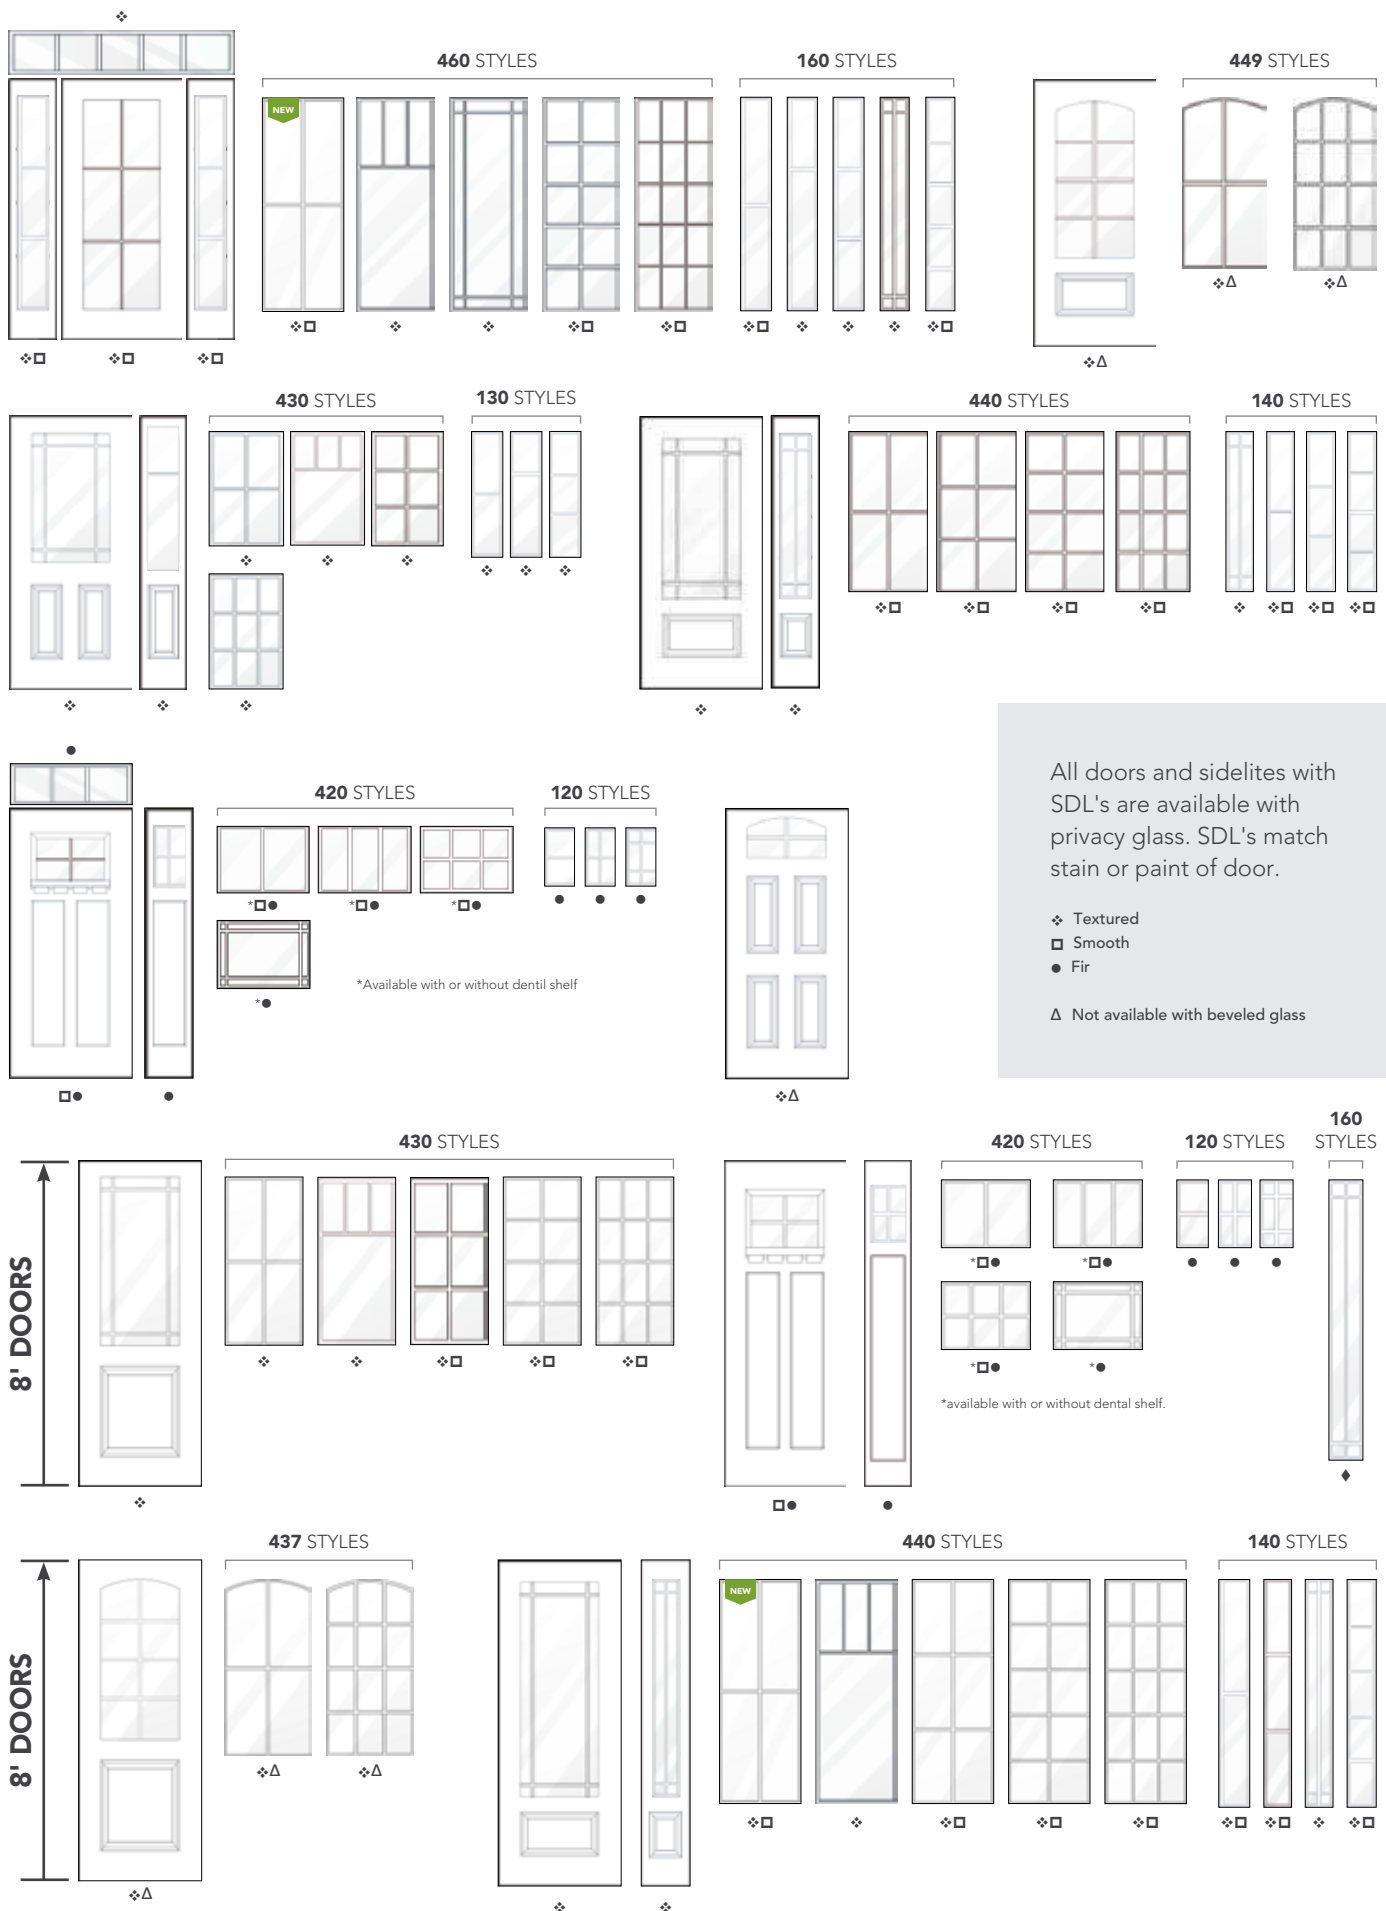 460 STYLES
160 STYLES
449 STYLES
NEW
❖
❖□
❖□
❖□
❖□
❖
❖
❖□
❖□
❖□
❖
❖
❖
❖□
❖Δ
❖Δ
❖Δ
430 STYLES
130 STYLES
440 STYLES
140 STYLES
❖
❖
❖
❖
❖
❖
❖
❖
❖
❖
❖
❖□
❖□
❖□
❖□
❖
❖□
❖□
❖□
●
420 STYLES
120 STYLES
*□●
*□●
*□●
●
●
●
*●
*Available with or without dentil shelf
□●
●
❖Δ
All doors and sidelites with
SDL's are available with
privacy glass. SDL's match
stain or paint of door.
❖ Textured
□ Smooth
● Fir
Δ Not available with beveled glass
8' DOORS
430 STYLES
420 STYLES
120 STYLES
160
STYLES
❖
❖
❖
❖□
❖□
❖□
*□●
*□●
●
●
●
*□●
*●
*available with or without dental shelf.
♦
□●
●
8' DOORS
437 STYLES
440 STYLES
140 STYLES
NEW
❖Δ
❖Δ
❖Δ
❖
❖
❖□
❖
❖□
❖□
❖□
❖□
❖□
❖
❖□